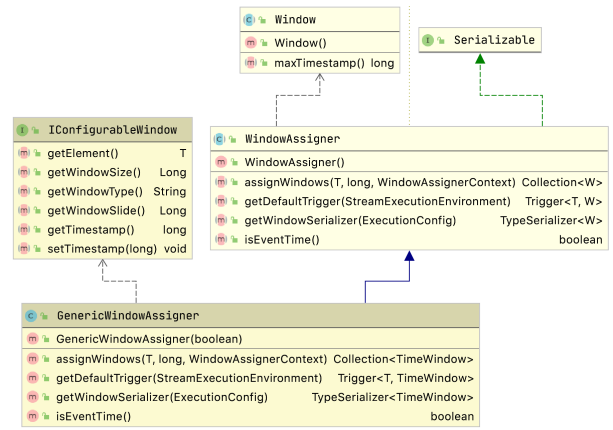 Window
Window()
maxTimestamp() long
Serializable
IConfigurableWindow
getElement() T
getWindowSize() Long
getWindowType() String
getWindowSlide() Long
getTimestamp() long
setTimestamp(long) void
WindowAssigner
WindowAssigner()
assignWindows(T, long, WindowAssignerContext) Collection<W>
getDefaultTrigger(StreamExecutionEnvironment) Trigger<T, W>
getWindowSerializer(ExecutionConfig) TypeSerializer<W>
isEventTime() boolean
GenericWindowAssigner
GenericWindowAssigner(boolean)
assignWindows(T, long, WindowAssignerContext) Collection<TimeWindow>
getDefaultTrigger(StreamExecutionEnvironment) Trigger<T, TimeWindow>
getWindowSerializer(ExecutionConfig) TypeSerializer<TimeWindow>
isEventTime() boolean